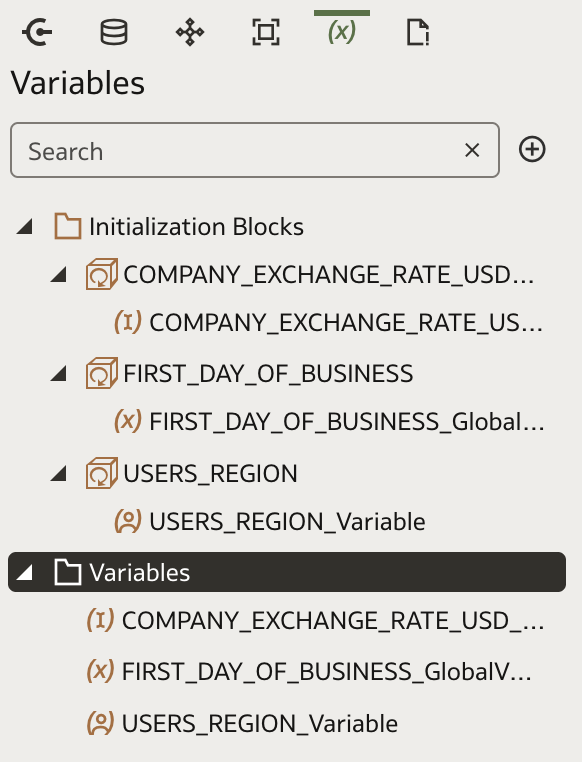 (x)
Variables
Search
Initialization Blocks
COMPANY_EXCHANGE_RATE_USD...
(I) COMPANY_EXCHANGE_RATE_US...
FIRST_DAY_OF_BUSINESS
(x) FIRST_DAY_OF_BUSINESS_Global...
USERS_REGION
USERS_REGION_Variable
Variables
(I) COMPANY_EXCHANGE_RATE_USD_...
(x) FIRST_DAY_OF_BUSINESS_GlobalV...
USERS_REGION_Variable